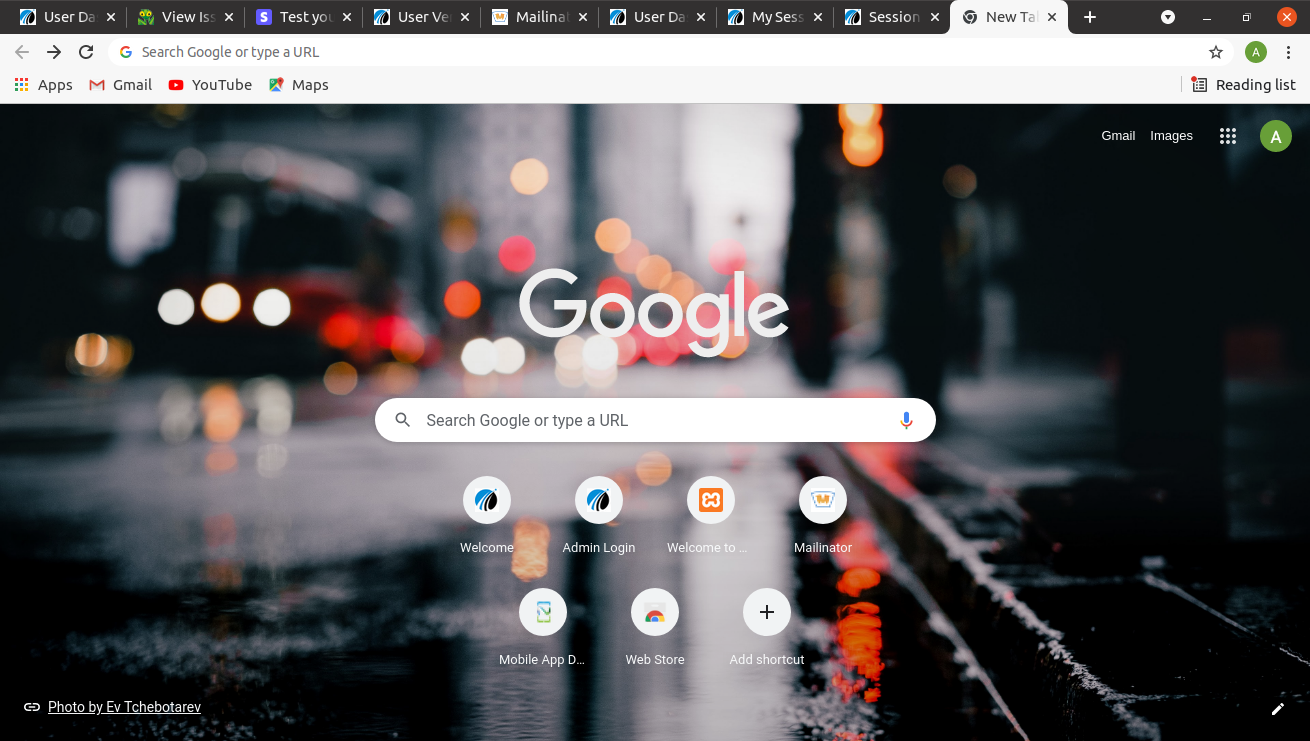 User Da
View Iss
Test you
User Ve
Mailinat
User Da
My Sess
Session
New Tab
Search Google or type a URL
A
Apps
Gmail
YouTube
Maps
Reading list
Gmail
Images
A
Google
Search Google or type a URL
Welcome
Admin Login
Welcome to ...
Mailinator
Mobile App D...
Web Store
Add shortcut
Photo by Ev Tchebotarev